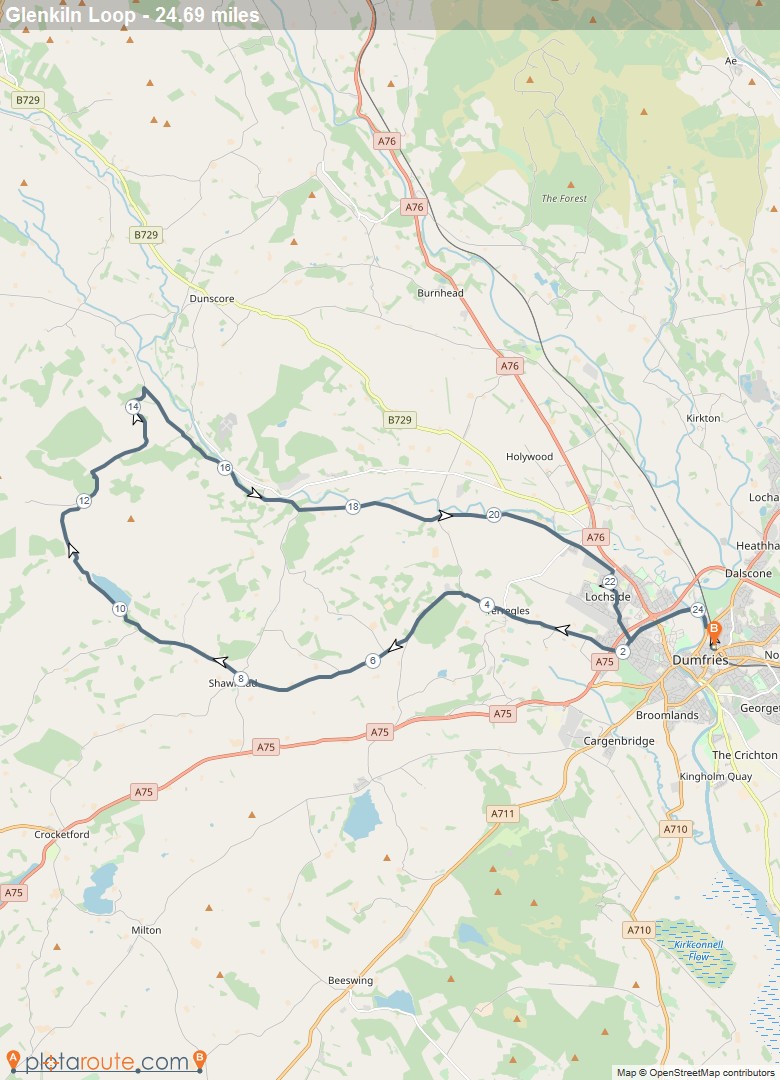 Glenkiln Loop - 24.69 miles
Ae
B729
A76
The Forest
A76
B729
Burnhead
Dunscore
A76
Kirkton
B729
14
Holywood
16
Locha
12
18
20
A76
Heathha
Dalscone
22
Lochside
10
4
Terregles
24
B
2
6
A75
Dumfries
No
8
Shawhead
A75
Broomlands
Georget
A75
Cargenbridge
A75
The Crichton
Kingholm Quay
A75
A711
A710
Crocketford
A75
Milton
A710
Kirkconnell
Flow
Beeswing
A plotaroute.com B
Map © OpenStreetMap contributors